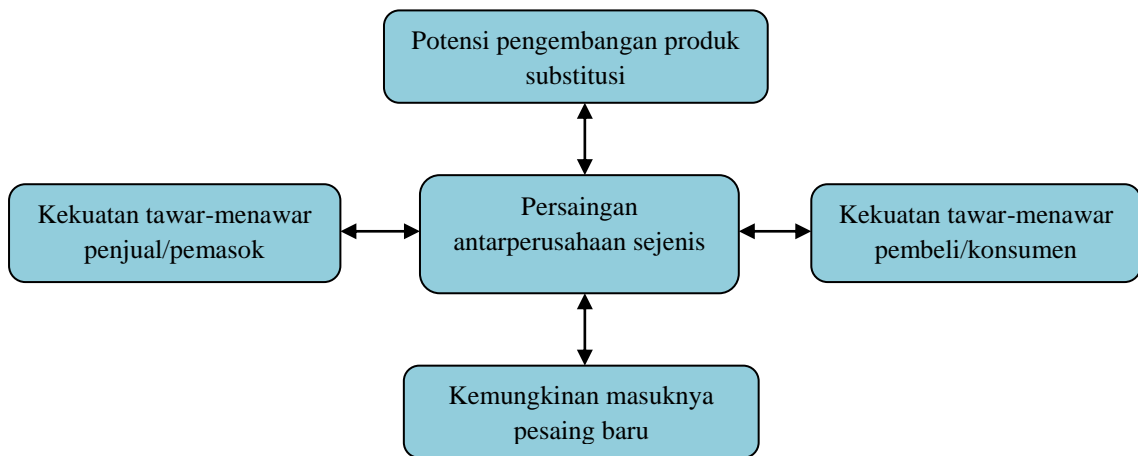 Potensi pengembangan produk
substitusi
Kekuatan tawar-menawar
penjual/pemasok
Persaingan
antarperusahaan sejenis
Kekuatan tawar-menawar
pembeli/konsumen
Kemungkinan masuknya
pesaing baru